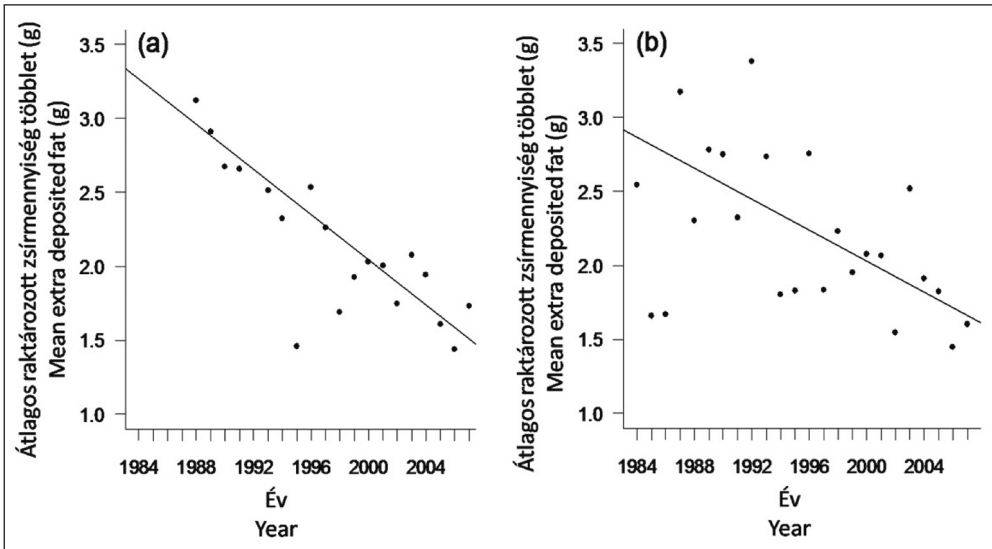 (a)
Átlagos raktározott zsírmennyiség többlet (g)
Mean extra deposited fat (g)
3.5
3.0
2.5
2.0
1.5
1.0
1984 1988 1992 1996 2000 2004
Év
Year
(b)
Átlagos raktározott zsírmennyiség többlet (g)
Mean extra deposited fat (g)
3.5
3.0
2.5
2.0
1.5
1.0
1984 1988 1992 1996 2000 2004
Év
Year